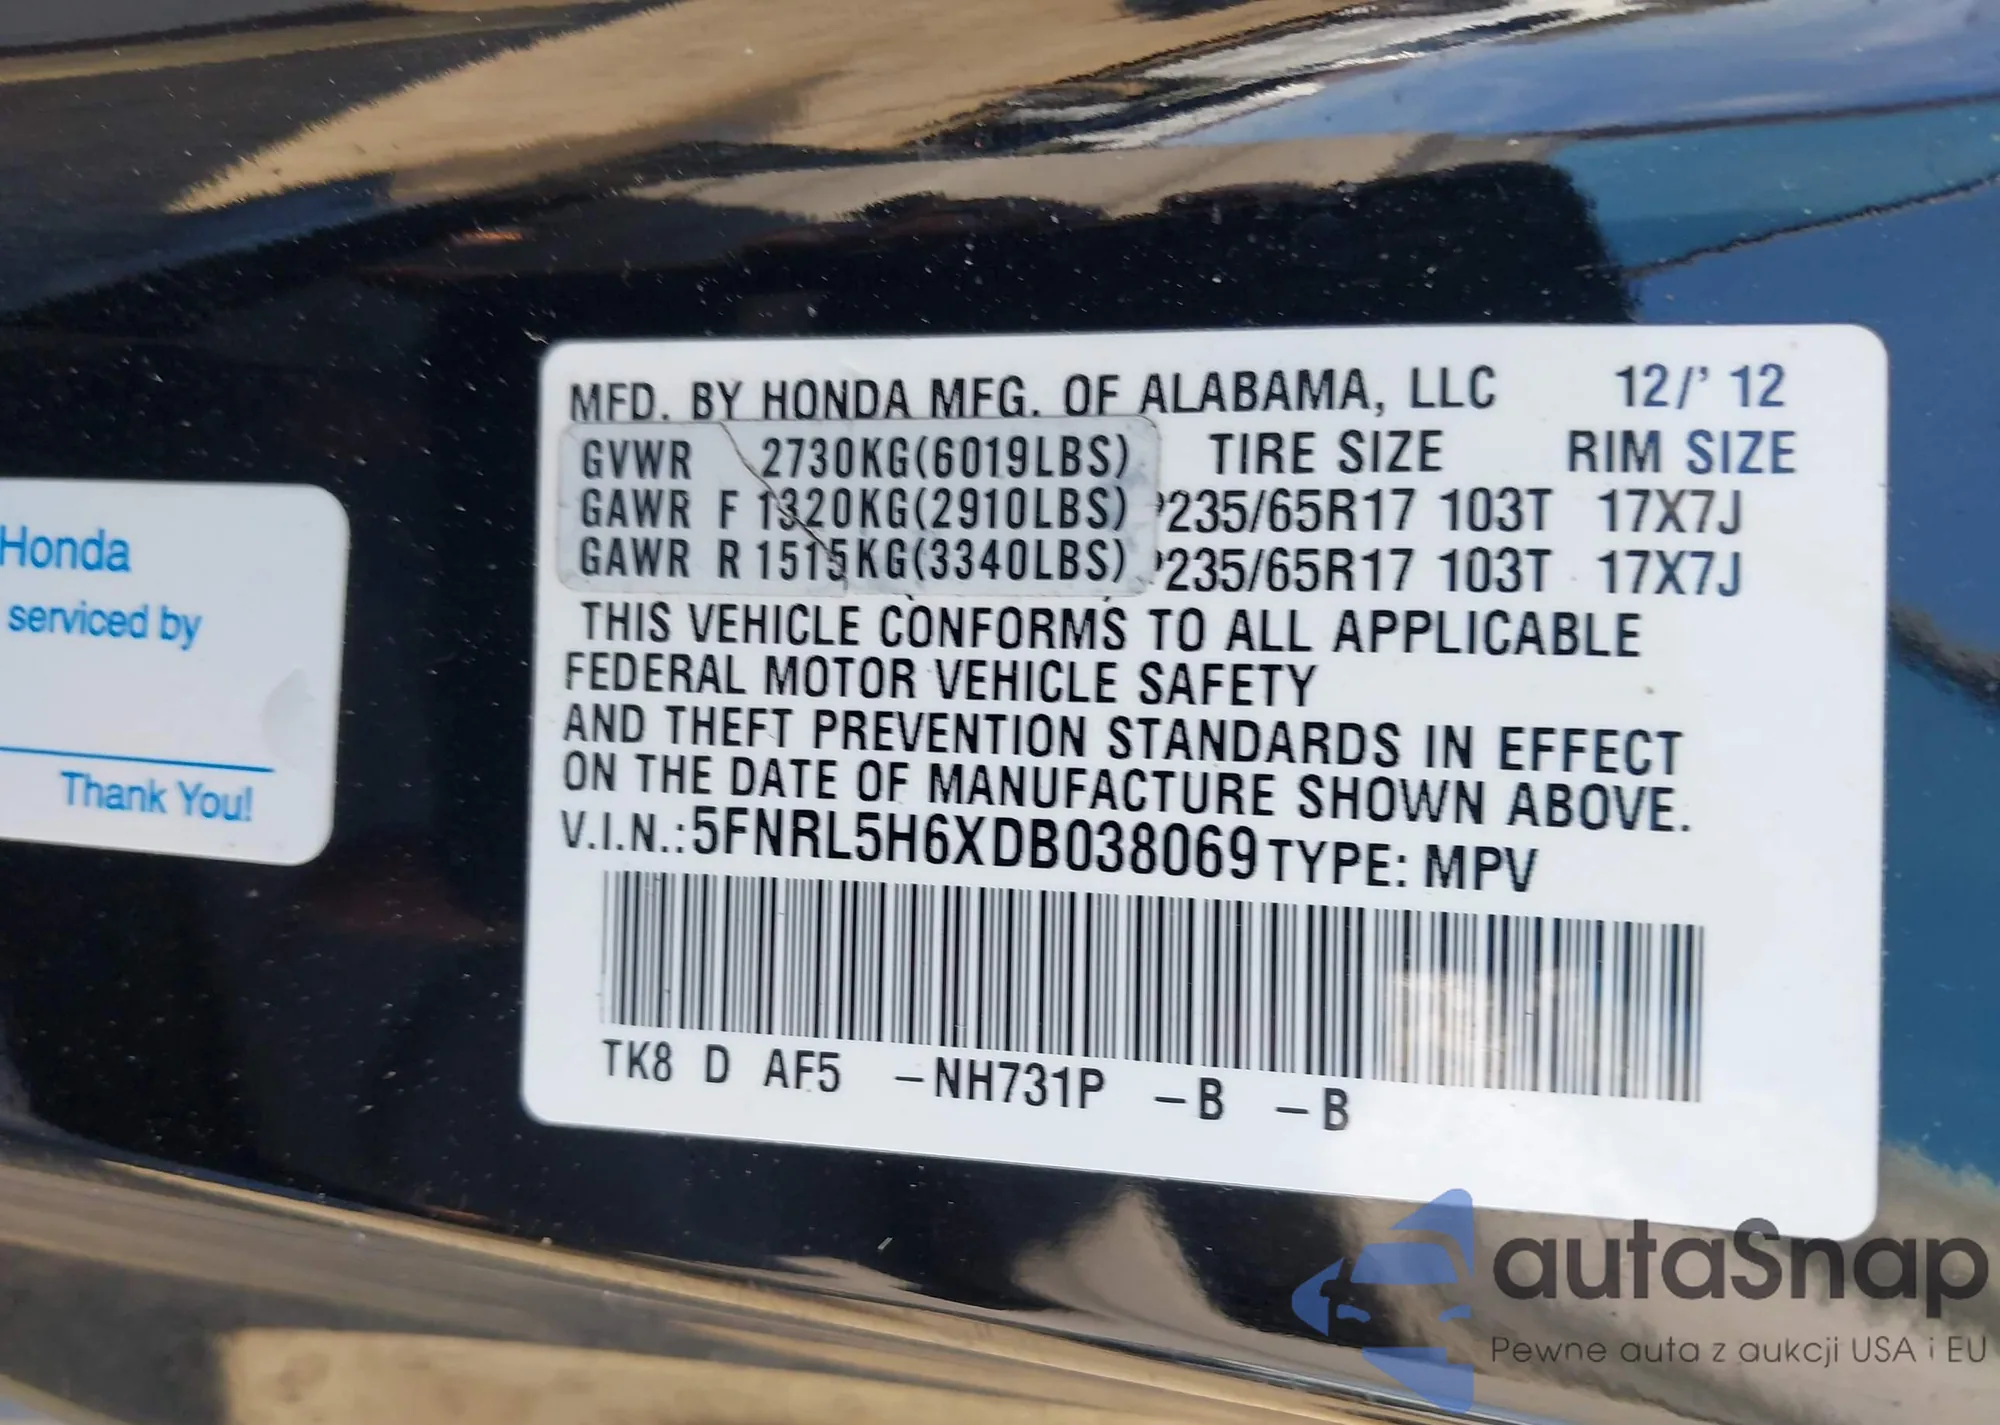 Honda
serviced by
Thank You!
MFD. BY HONDA MFG. OF ALABAMA, LLC 12/' 12
GVWR 2730KG(6019LBS) TIRE SIZE RIM SIZE
GAWR F 1320KG(2910LBS) P235/65R17 103T 17X7J
GAWR R 1515KG(3340LBS) P235/65R17 103T 17X7J
THIS VEHICLE CONFORMS TO ALL APPLICABLE
FEDERAL MOTOR VEHICLE SAFETY
AND THEFT PREVENTION STANDARDS IN EFFECT
ON THE DATE OF MANUFACTURE SHOWN ABOVE.
V.I.N.: 5FNRL5H6XDB038069 TYPE: MPV
TK8 D AF5 –NH731P –B –B
autaSnap
Pewne auta z aukcji USA i EU